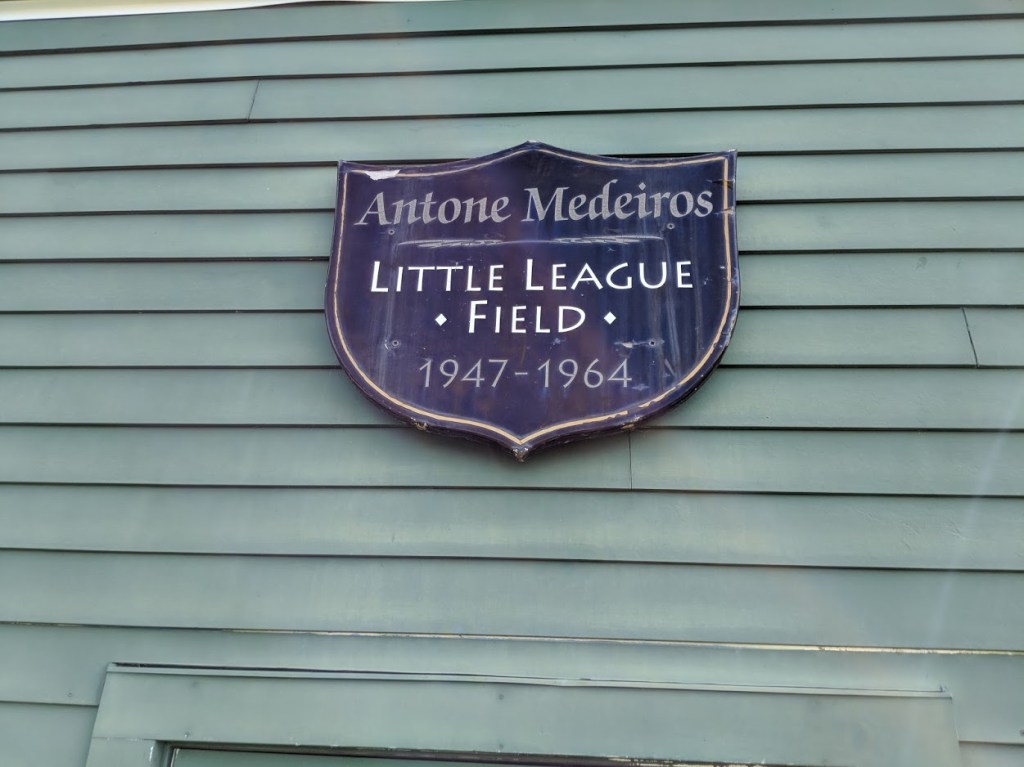 Antone Medeiros
LITTLE LEAGUE
• FIELD •
1947-1964